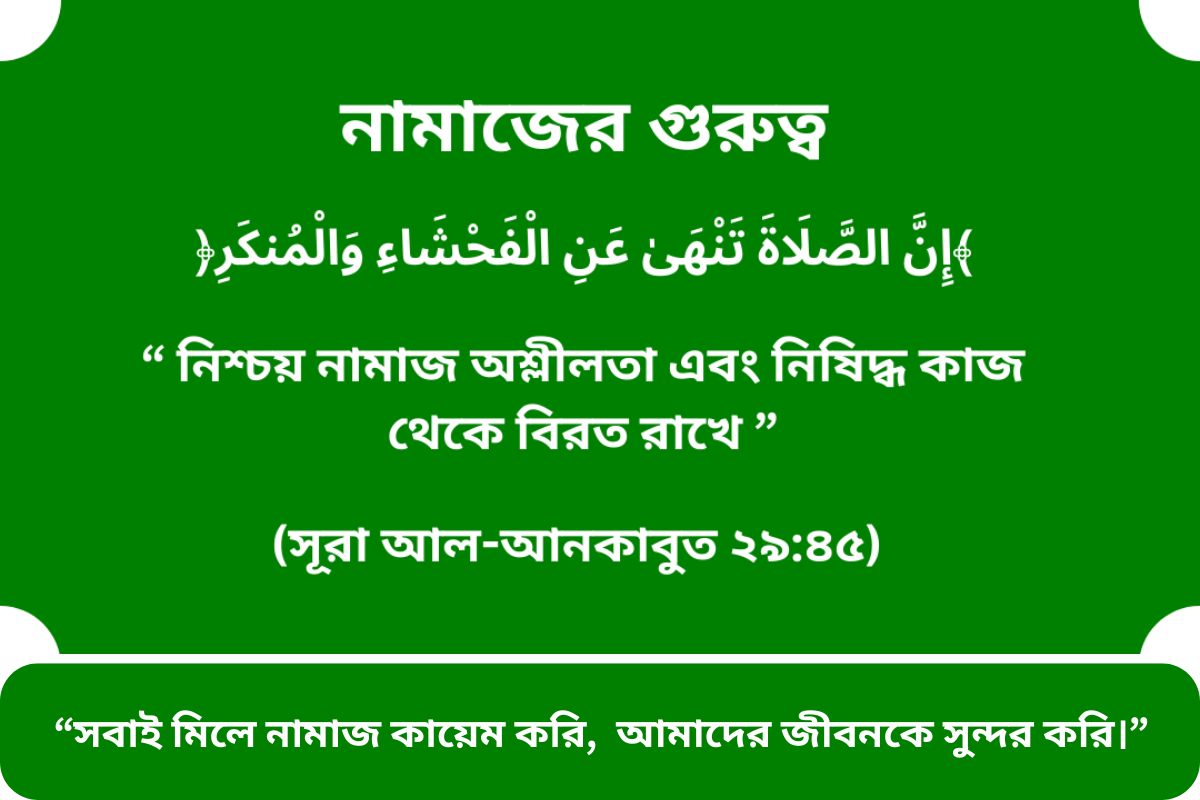 নামাজের গুরুত্ব
﴿إِنَّ الصَّلَاةَ تَنْهَىٰ عَنِ الْفَحْشَاءِ وَالْمُنكَرِ﴾
“ নিশ্চয় নামাজ অশ্লীলতা এবং নিষিদ্ধ কাজ
থেকে বিরত রাখে ”
(সূরা আল-আনকাবুত ২৯:৪৫)
“সবাই মিলে নামাজ কায়েম করি,  আমাদের জীবনকে সুন্দর করি।”